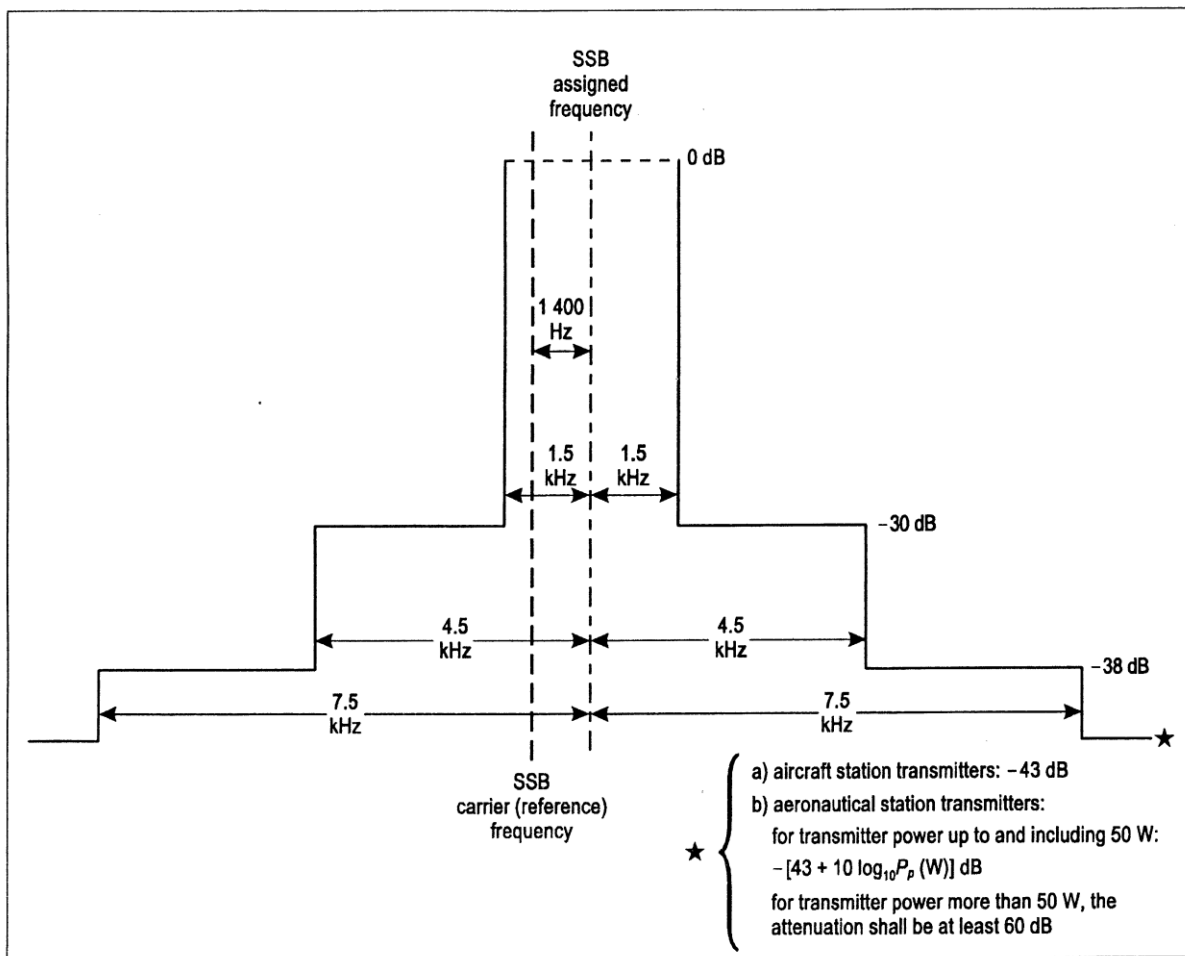 SSB
assigned
frequency
0 dB
1 400
Hz
1.5
kHz
1.5
kHz
–30 dB
4.5
kHz
4.5
kHz
–38 dB
7.5
kHz
7.5
kHz
★
SSB
carrier (reference)
frequency
★
a) aircraft station transmitters: –43 dB
b) aeronautical station transmitters:
for transmitter power up to and including 50 W:
–[43 + 10 log₁₀Pₚ (W)] dB
for transmitter power more than 50 W, the
attenuation shall be at least 60 dB